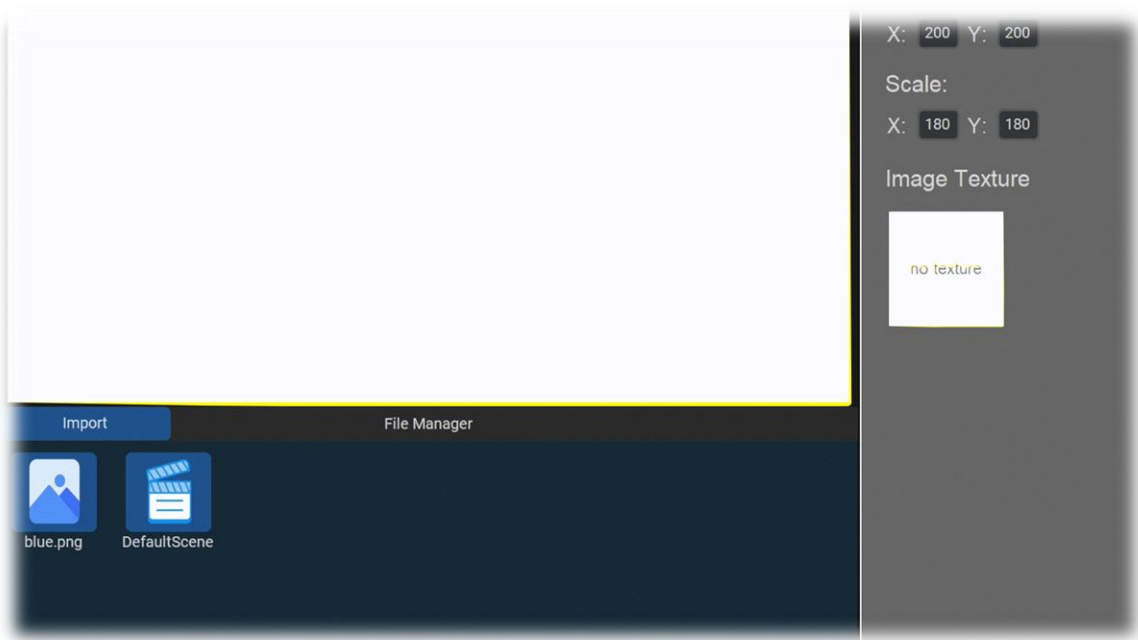 X: 200 Y: 200
Scale:
X: 180 Y: 180
Image Texture
no texture
Import
File Manager
blue.png
DefaultScene